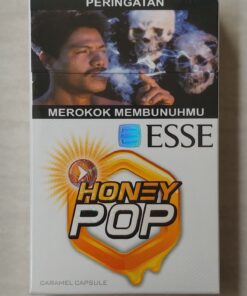 PERINGATAN
MEROKOK MEMBUNUHMU
ESSE
HONEY
POP
CARAMEL CAPSULE